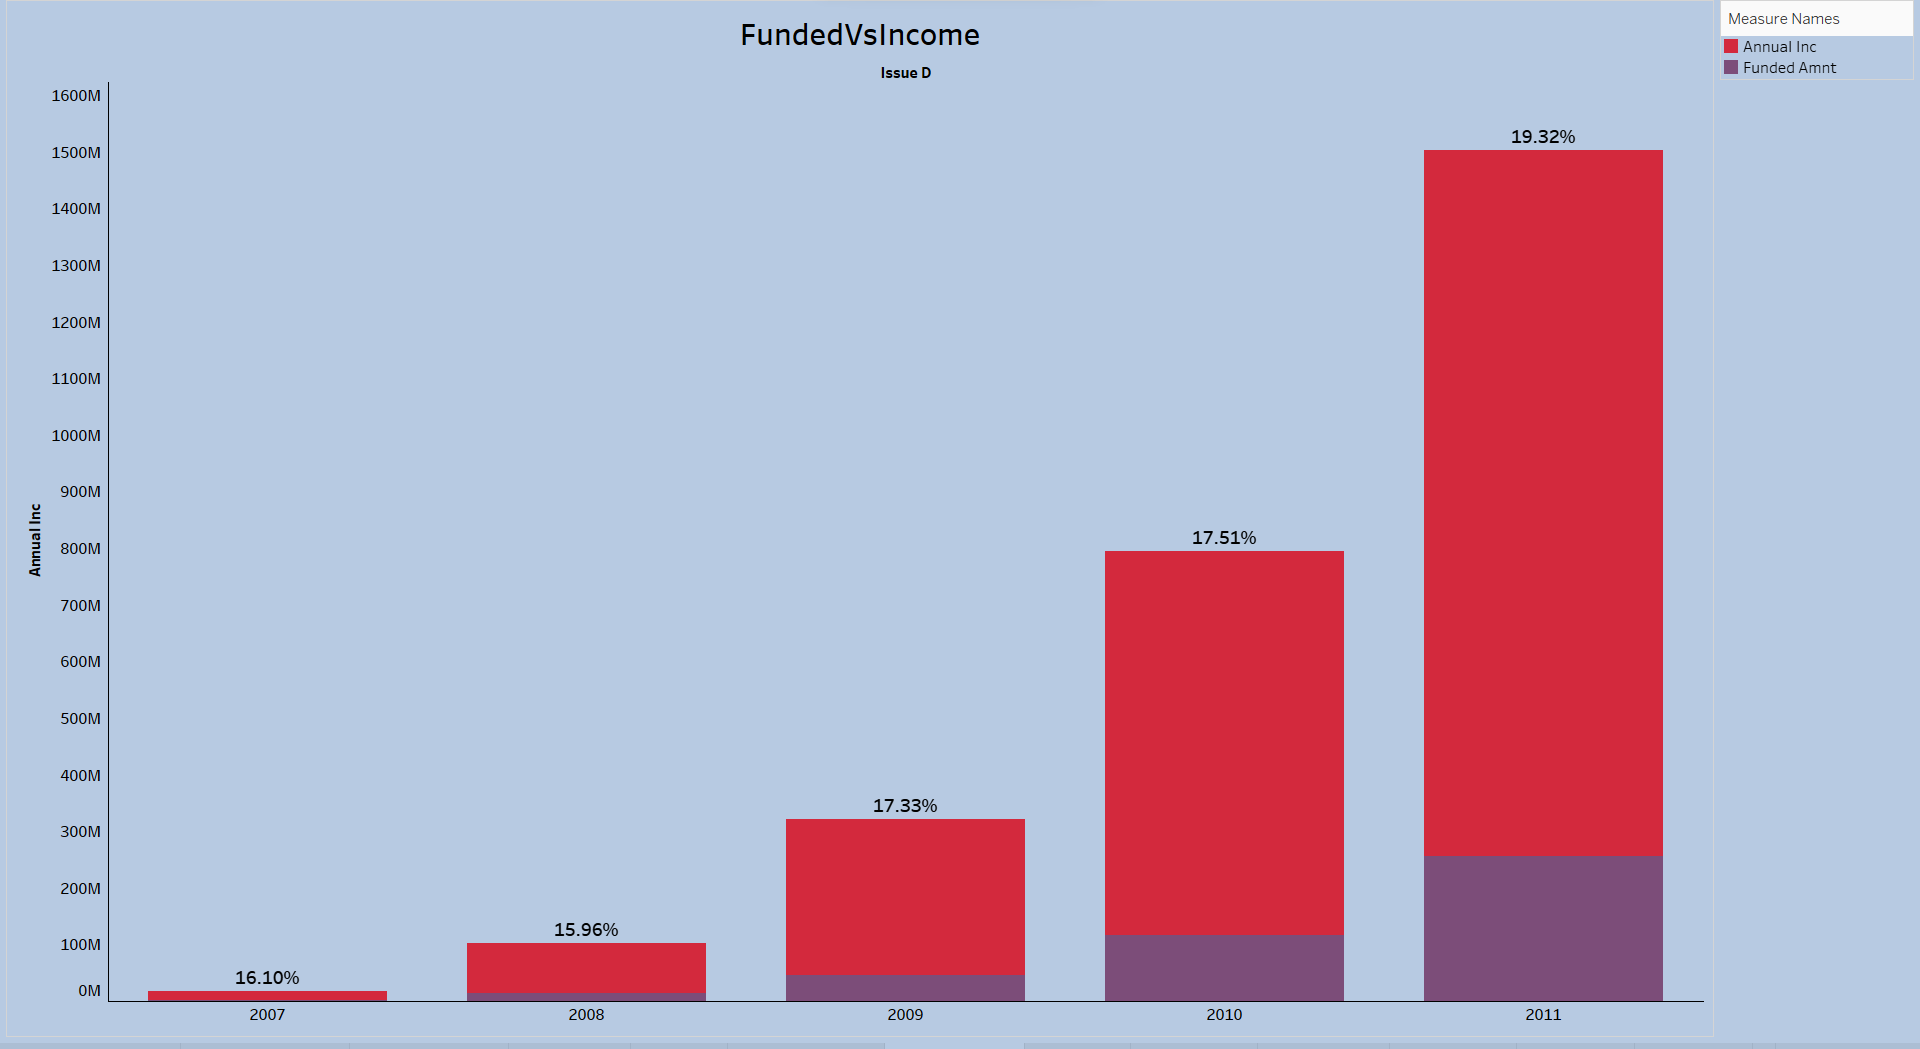 FundedVsIncome
Issue D
Measure Names
Annual Inc
Funded Amnt
Annual Inc
1600M
1500M
1400M
1300M
1200M
1100M
1000M
900M
800M
700M
600M
500M
400M
300M
200M
100M
0M
16.10%
15.96%
17.33%
17.51%
19.32%
2007
2008
2009
2010
2011